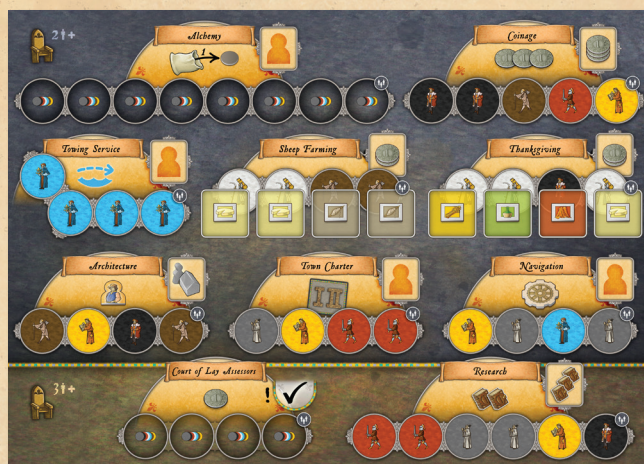 2+
Alchemy
1
Coinage
Towing Service
Sheep Farming
Thanksgiving
Architecture
Town Charter
II
Navigation
3+
Court of Lay Assessors
!
Research